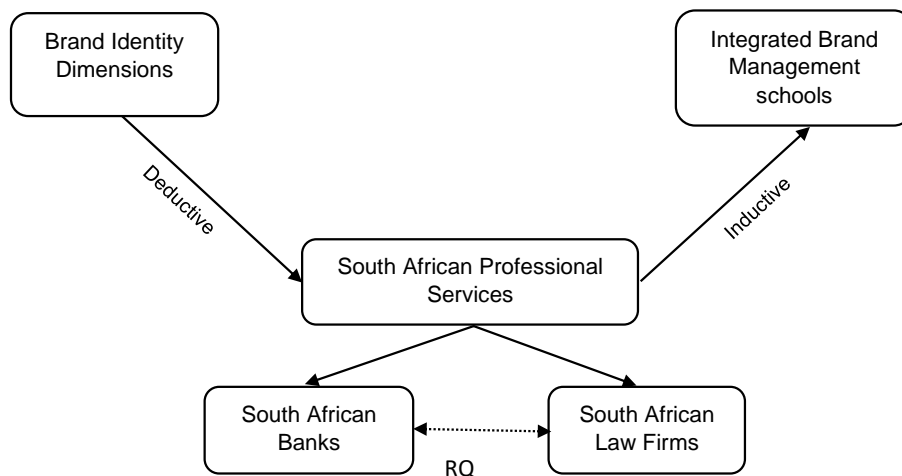 Brand Identity
Dimensions
Integrated Brand
Management
schools
Deductive
Inductive
South African Professional
Services
South African
Banks
South African
Law Firms
RQ